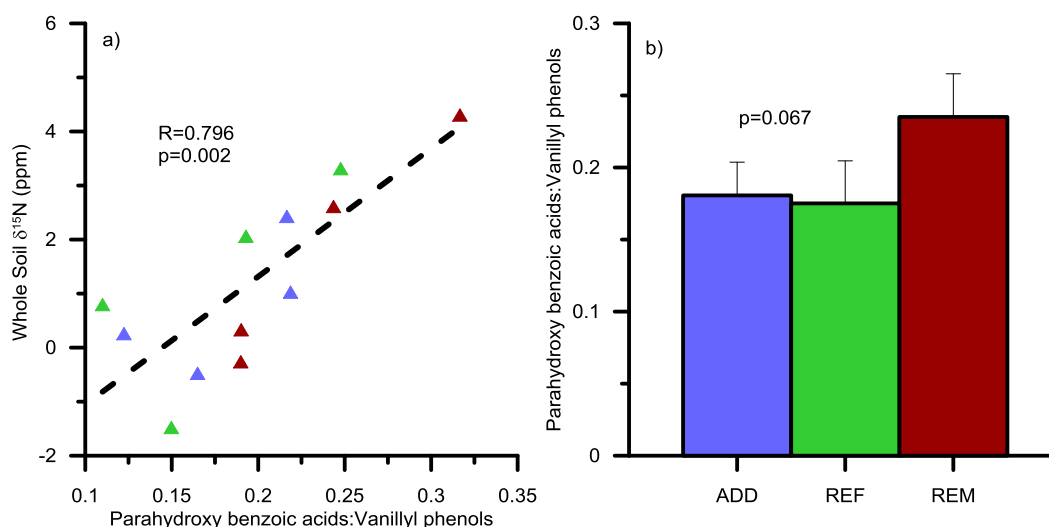 a)
R=0.796
p=0.002
6
4
2
0
-2
Whole Soil δ¹⁵N (ppm)
0.1 0.15 0.2 0.25 0.3 0.35
Parahydroxy benzoic acids:Vanillyl phenols
b)
p=0.067
0.3
0.2
0.1
0
Parahydroxy benzoic acids:Vanillyl phenols
ADD REF REM